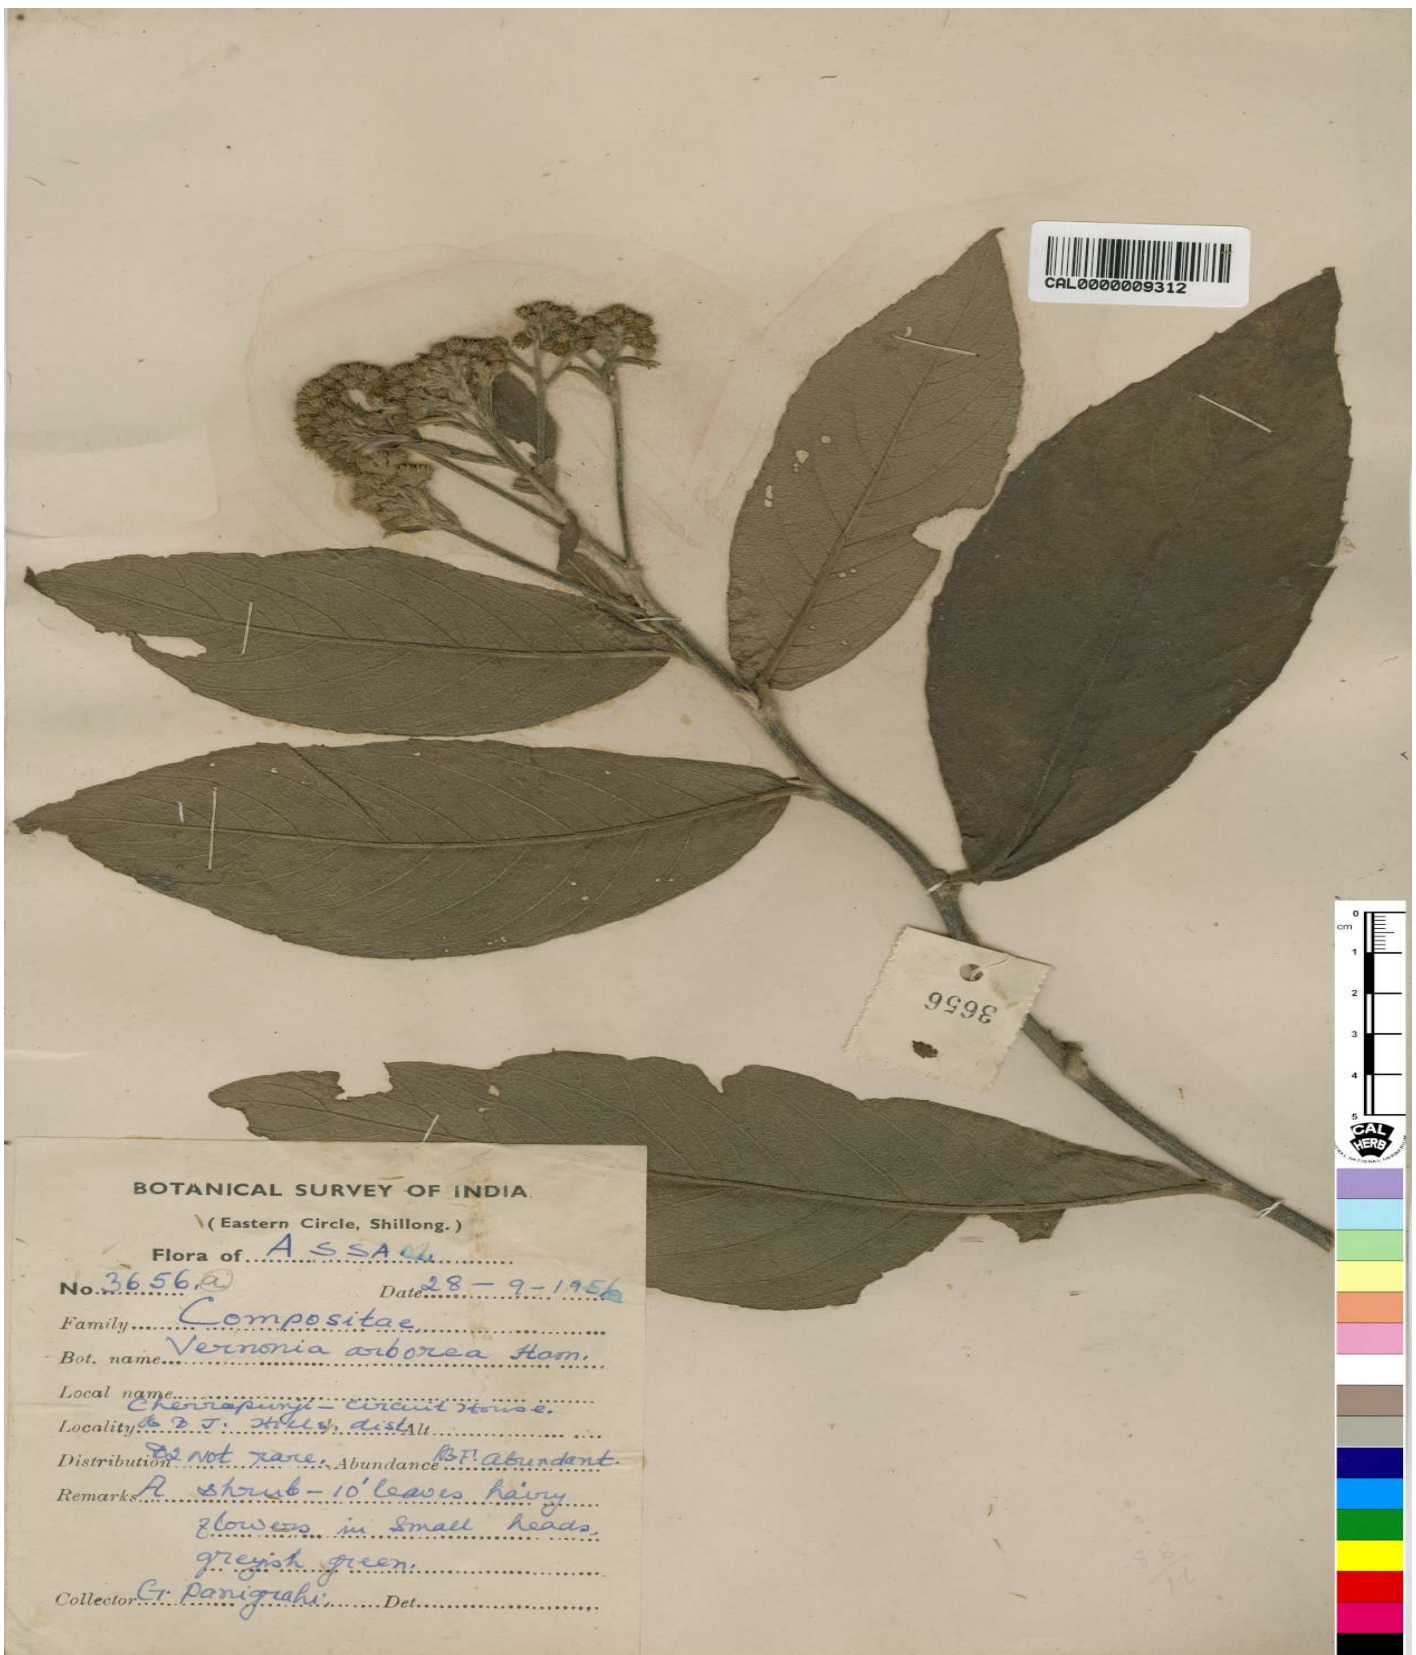 CAL0000009312
3656
0
cm
1
2
3
4
5
CAL
HERB
BOTANICAL SURVEY OF INDIA
(Eastern Circle, Shillong.)
Flora of ASSAM
No. 3656.a Date 28-9-1956
Family Compositae
Bot. name Vernonia arborea Ham.
Local name
Cherrapunji - Circuit House.
Locality K & J. Hills, dist. Alt
Distribution Not rare. Abundance abundant.
Remarks A shrub - 10' leaves hairy
flowers in small heads,
greyish green.
Collector G. Panigrahi. Det.